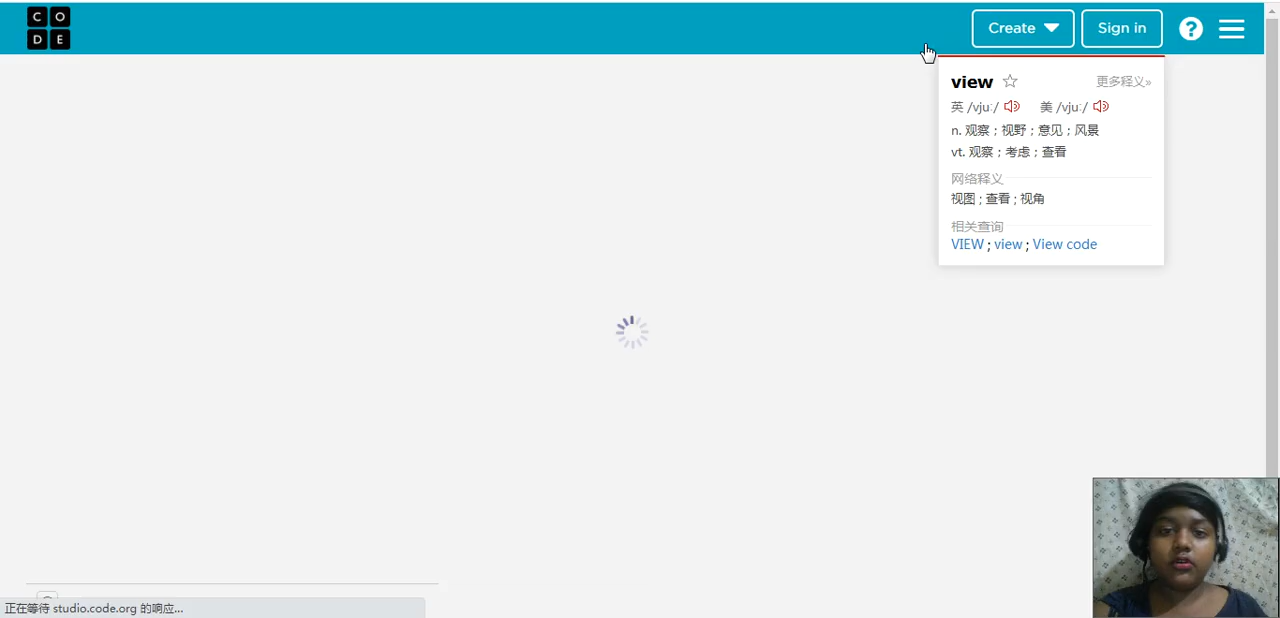 C O
D E
Create
Sign in
?
view 更多释义»
英 /vju:/ 美 /vju:/
n. 观察；视野；意见；风景
vt. 观察；考虑；查看
网络释义
视图 ; 查看 ; 视角
相关查询
VIEW ; view ; View code
正在等待 studio.code.org 的响应...